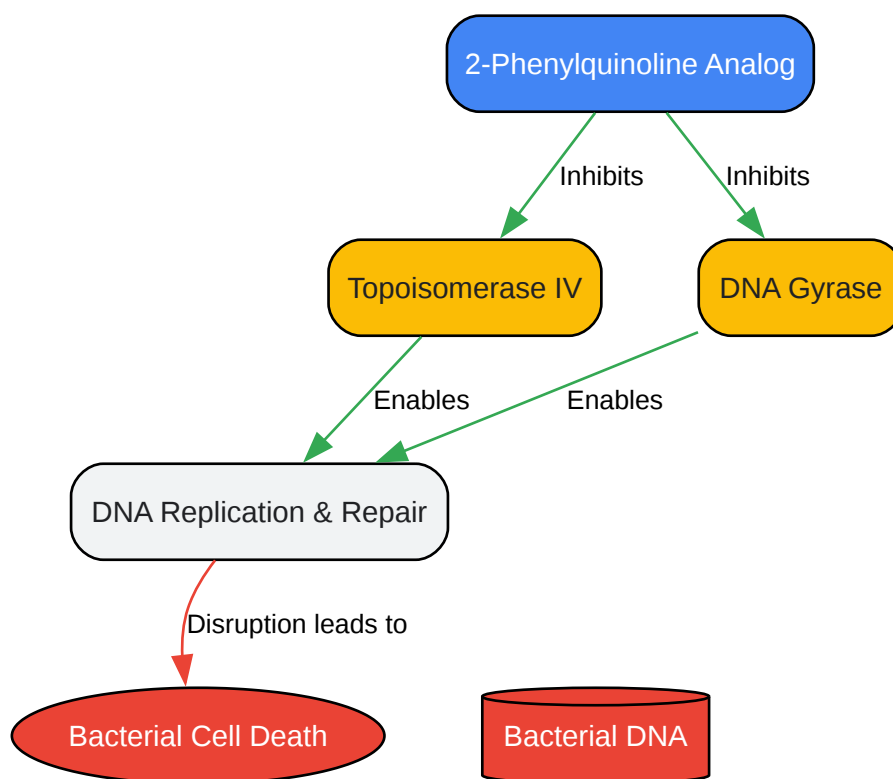 2-Phenylquinoline Analog
Inhibits
Inhibits
Topoisomerase IV
DNA Gyrase
Enables
Enables
DNA Replication & Repair
Disruption leads to
Bacterial Cell Death
Bacterial DNA